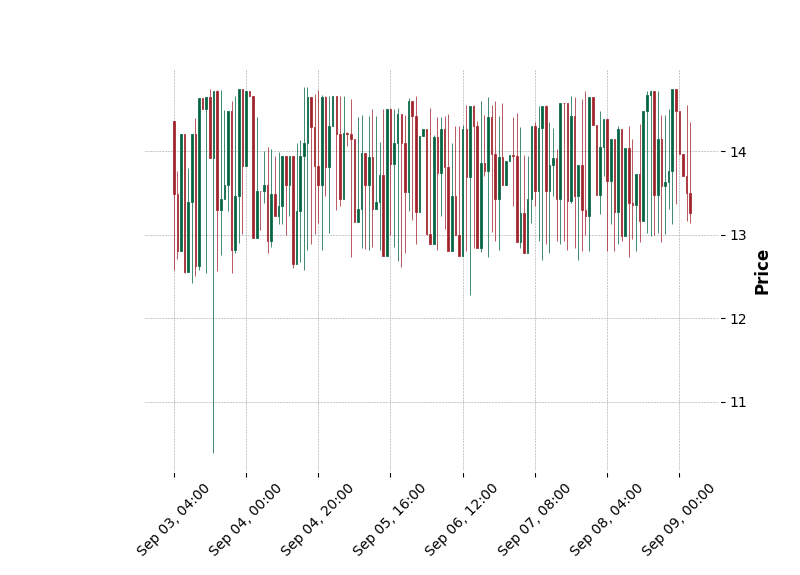 14
13
12
11
Price
Sep 03, 04:00
Sep 04, 00:00
Sep 04, 20:00
Sep 05, 16:00
Sep 06, 12:00
Sep 07, 08:00
Sep 08, 04:00
Sep 09, 00:00